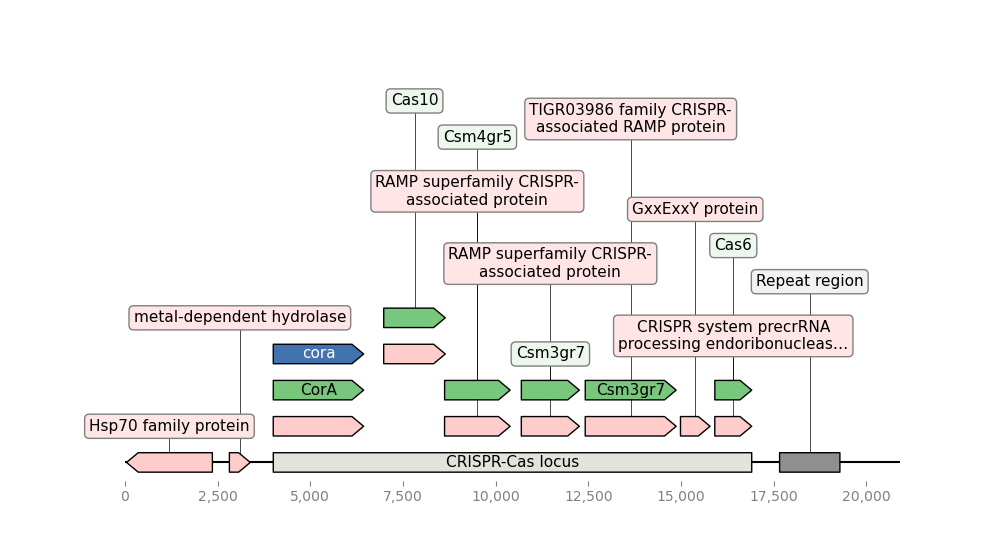 Cas10
TIGR03986 family CRISPR-
associated RAMP protein
Csm4gr5
RAMP superfamily CRISPR-
associated protein
GxxExxY protein
Cas6
RAMP superfamily CRISPR-
associated protein
Repeat region
metal-dependent hydrolase
CRISPR system precrRNA
processing endoribonucleas…
cora
Csm3gr7
CorA
Csm3gr7
Hsp70 family protein
CRISPR-Cas locus
0 2,500 5,000 7,500 10,000 12,500 15,000 17,500 20,000